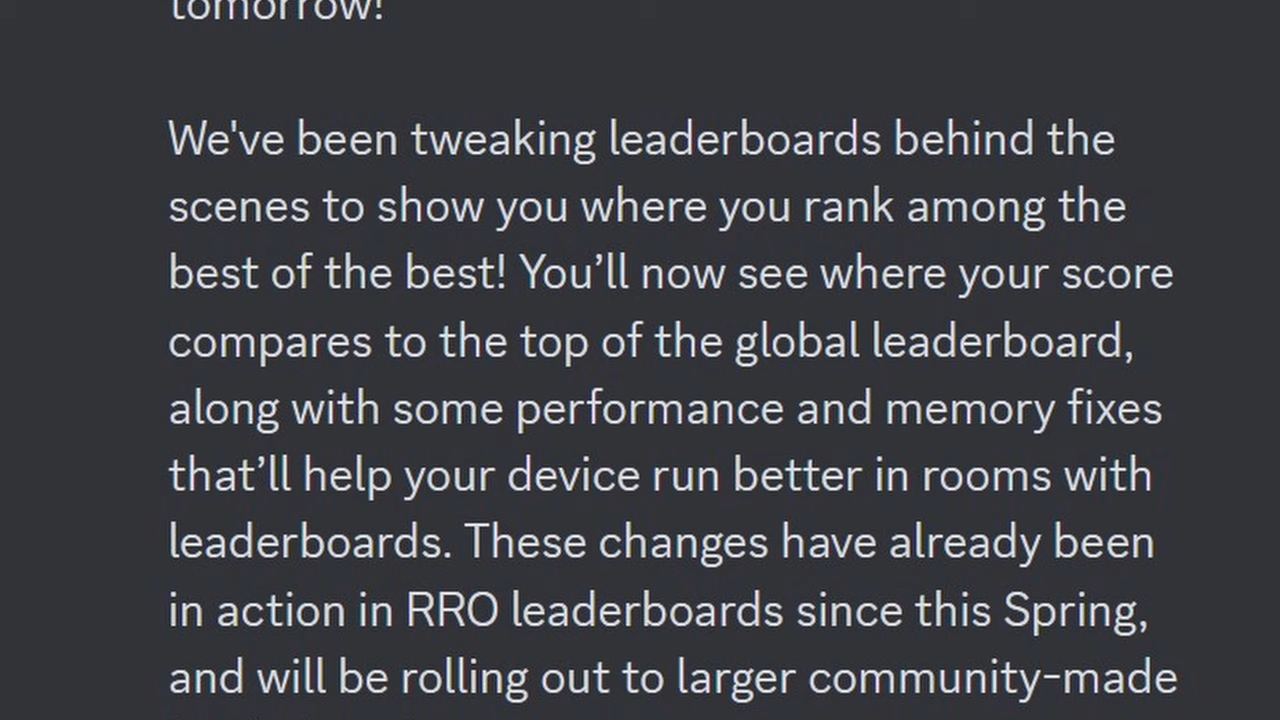 tomorrow!
We've been tweaking leaderboards behind the
scenes to show you where you rank among the
best of the best! You’ll now see where your score
compares to the top of the global leaderboard,
along with some performance and memory fixes
that’ll help your device run better in rooms with
leaderboards. These changes have already been
in action in RRO leaderboards since this Spring,
and will be rolling out to larger community-made